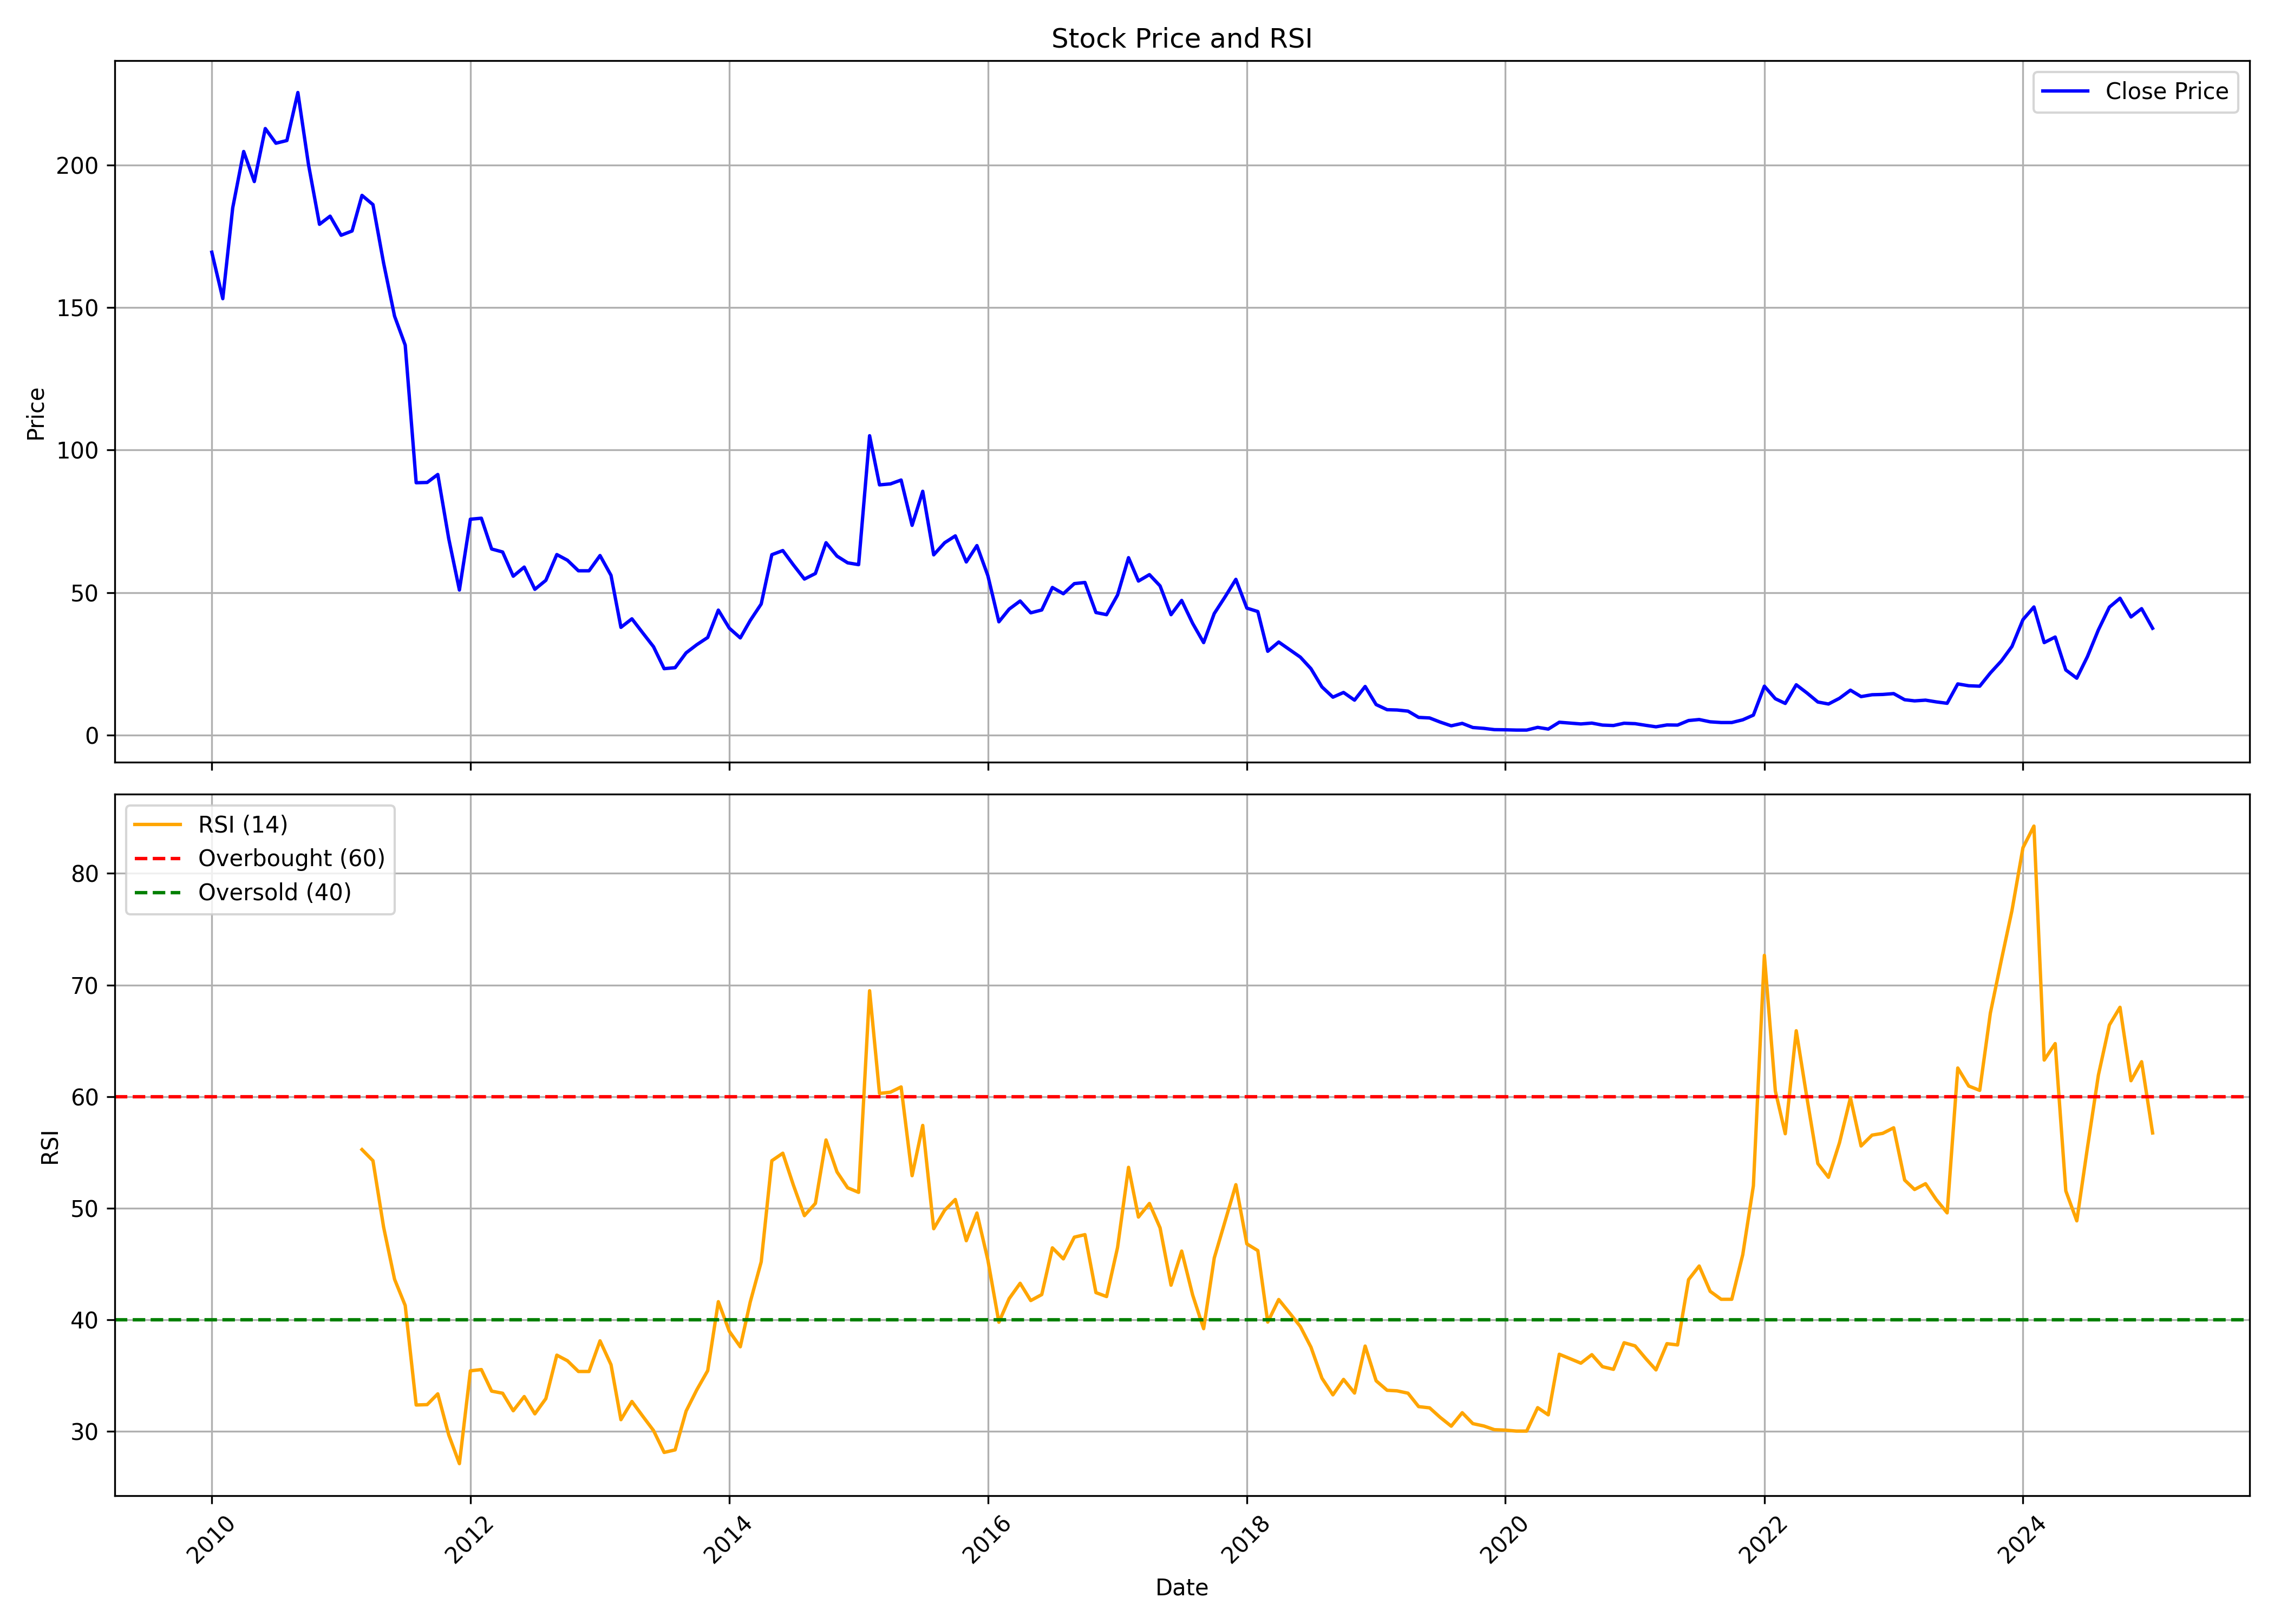 Stock Price and RSI
Close Price
Price
200
150
100
50
0
RSI (14)
Overbought (60)
Oversold (40)
RSI
80
70
60
50
40
30
2010
2012
2014
2016
2018
2020
2022
2024
Date